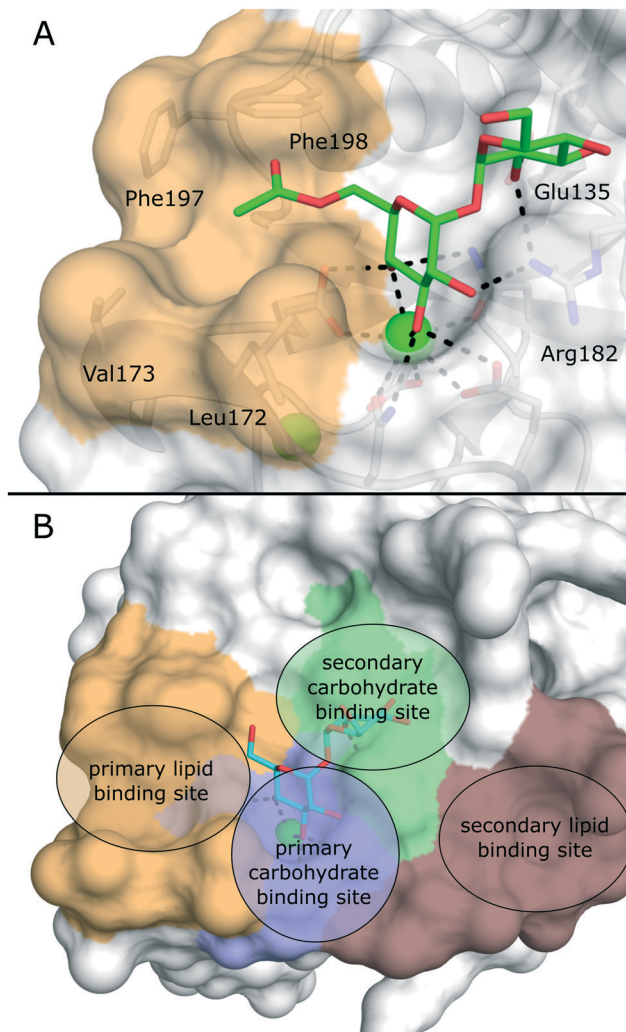 A
Phe198
Phe197
Glu135
Val173
Leu172
Arg182
B
secondary
carbohydrate
binding site
primary lipid
binding site
primary
carbohydrate
binding site
secondary lipid
binding site